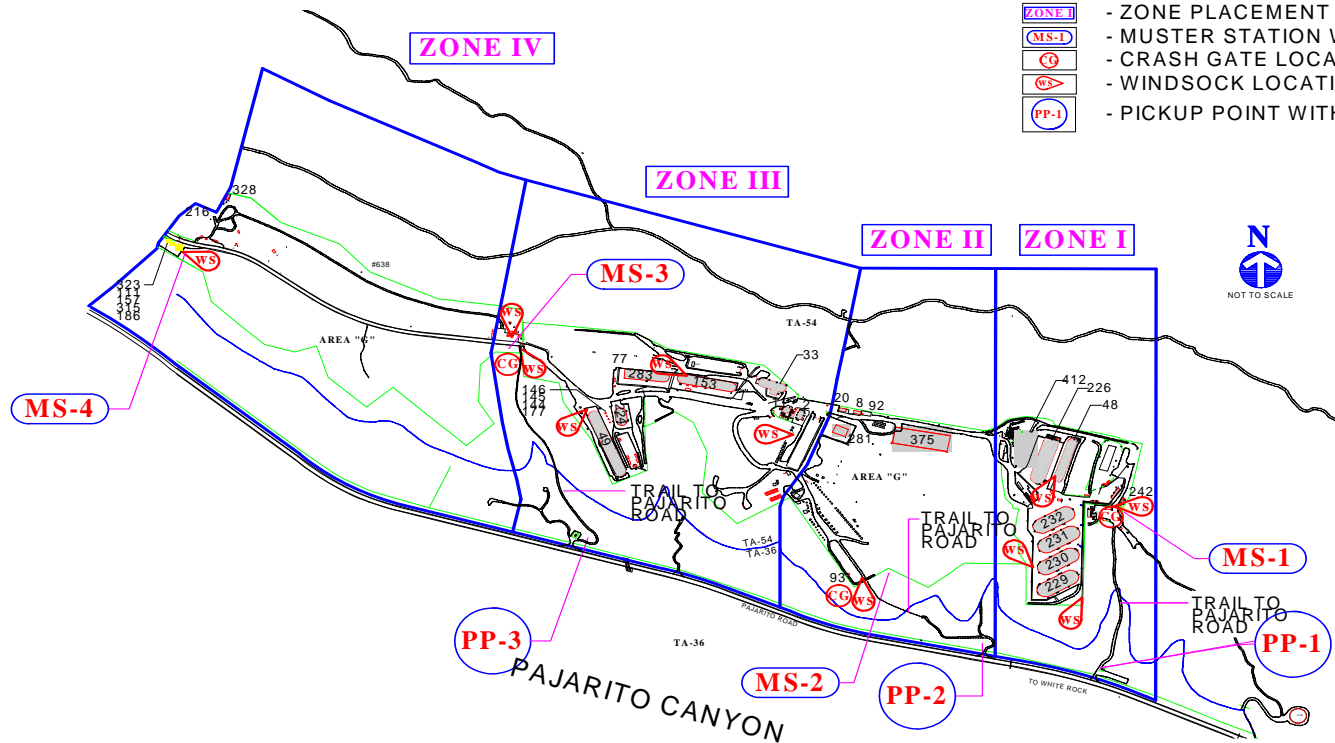 ZONE I - ZONE PLACEMENT
MS-1 - MUSTER STATION W
CG - CRASH GATE LOCA
WS - WINDSOCK LOCATI
PP-1 - PICKUP POINT WITH
ZONE IV
ZONE III
ZONE II
ZONE I
N
NOT TO SCALE
328
216
WS
#638
323
111
157
315
186
AREA "G"
MS-4
MS-3
WS
CG
WS
TA-54
77
283
WS
153
33
146
145
144
177
WS
49
224
WS
20
8
92
281
375
AREA "G"
412
226
48
WS
242
WS
CG
MS-1
232
231
230
229
WS
WS
TRAIL TO
PAJARITO
ROAD
TRAIL TO
PAJARITO
ROAD
TRAIL TO
PAJARITO
ROAD
TA-54
TA-36
93
CG
WS
PAJARITO ROAD
TA-36
PP-3
MS-2
PP-2
PP-1
TO WHITE ROCK
PAJARITO CANYON